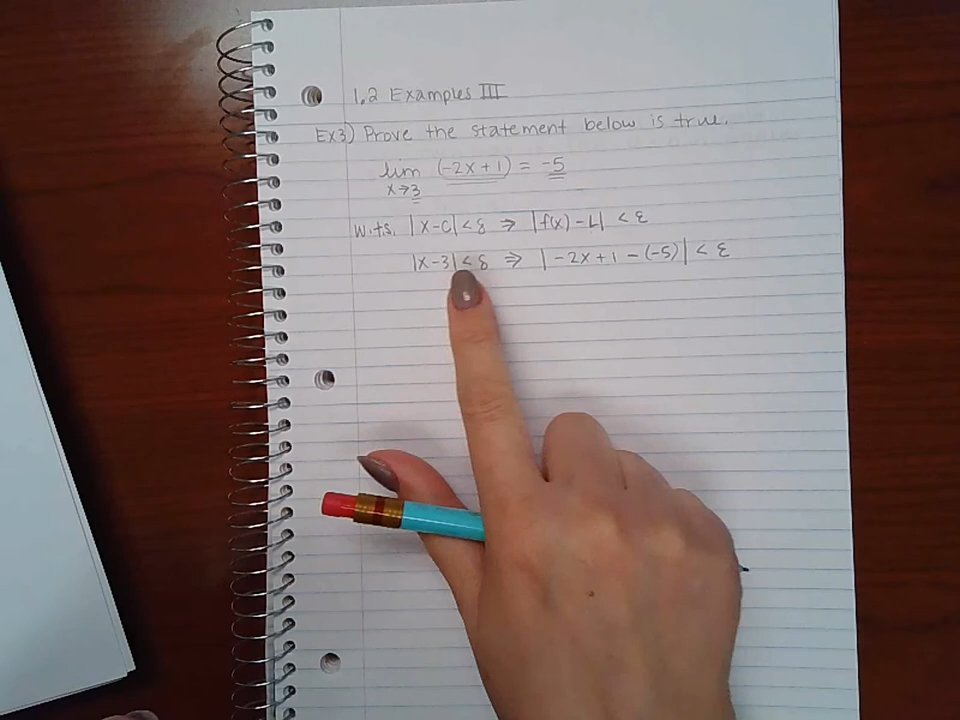 1.2 Examples III
Ex3) Prove the statement below is true.
lim (-2x + 1) = -5
x→3
w.t.s. |x-c| < δ ⇒ |f(x) - L| < ε
|x-3| < δ ⇒ |-2x + 1 - (-5)| < ε